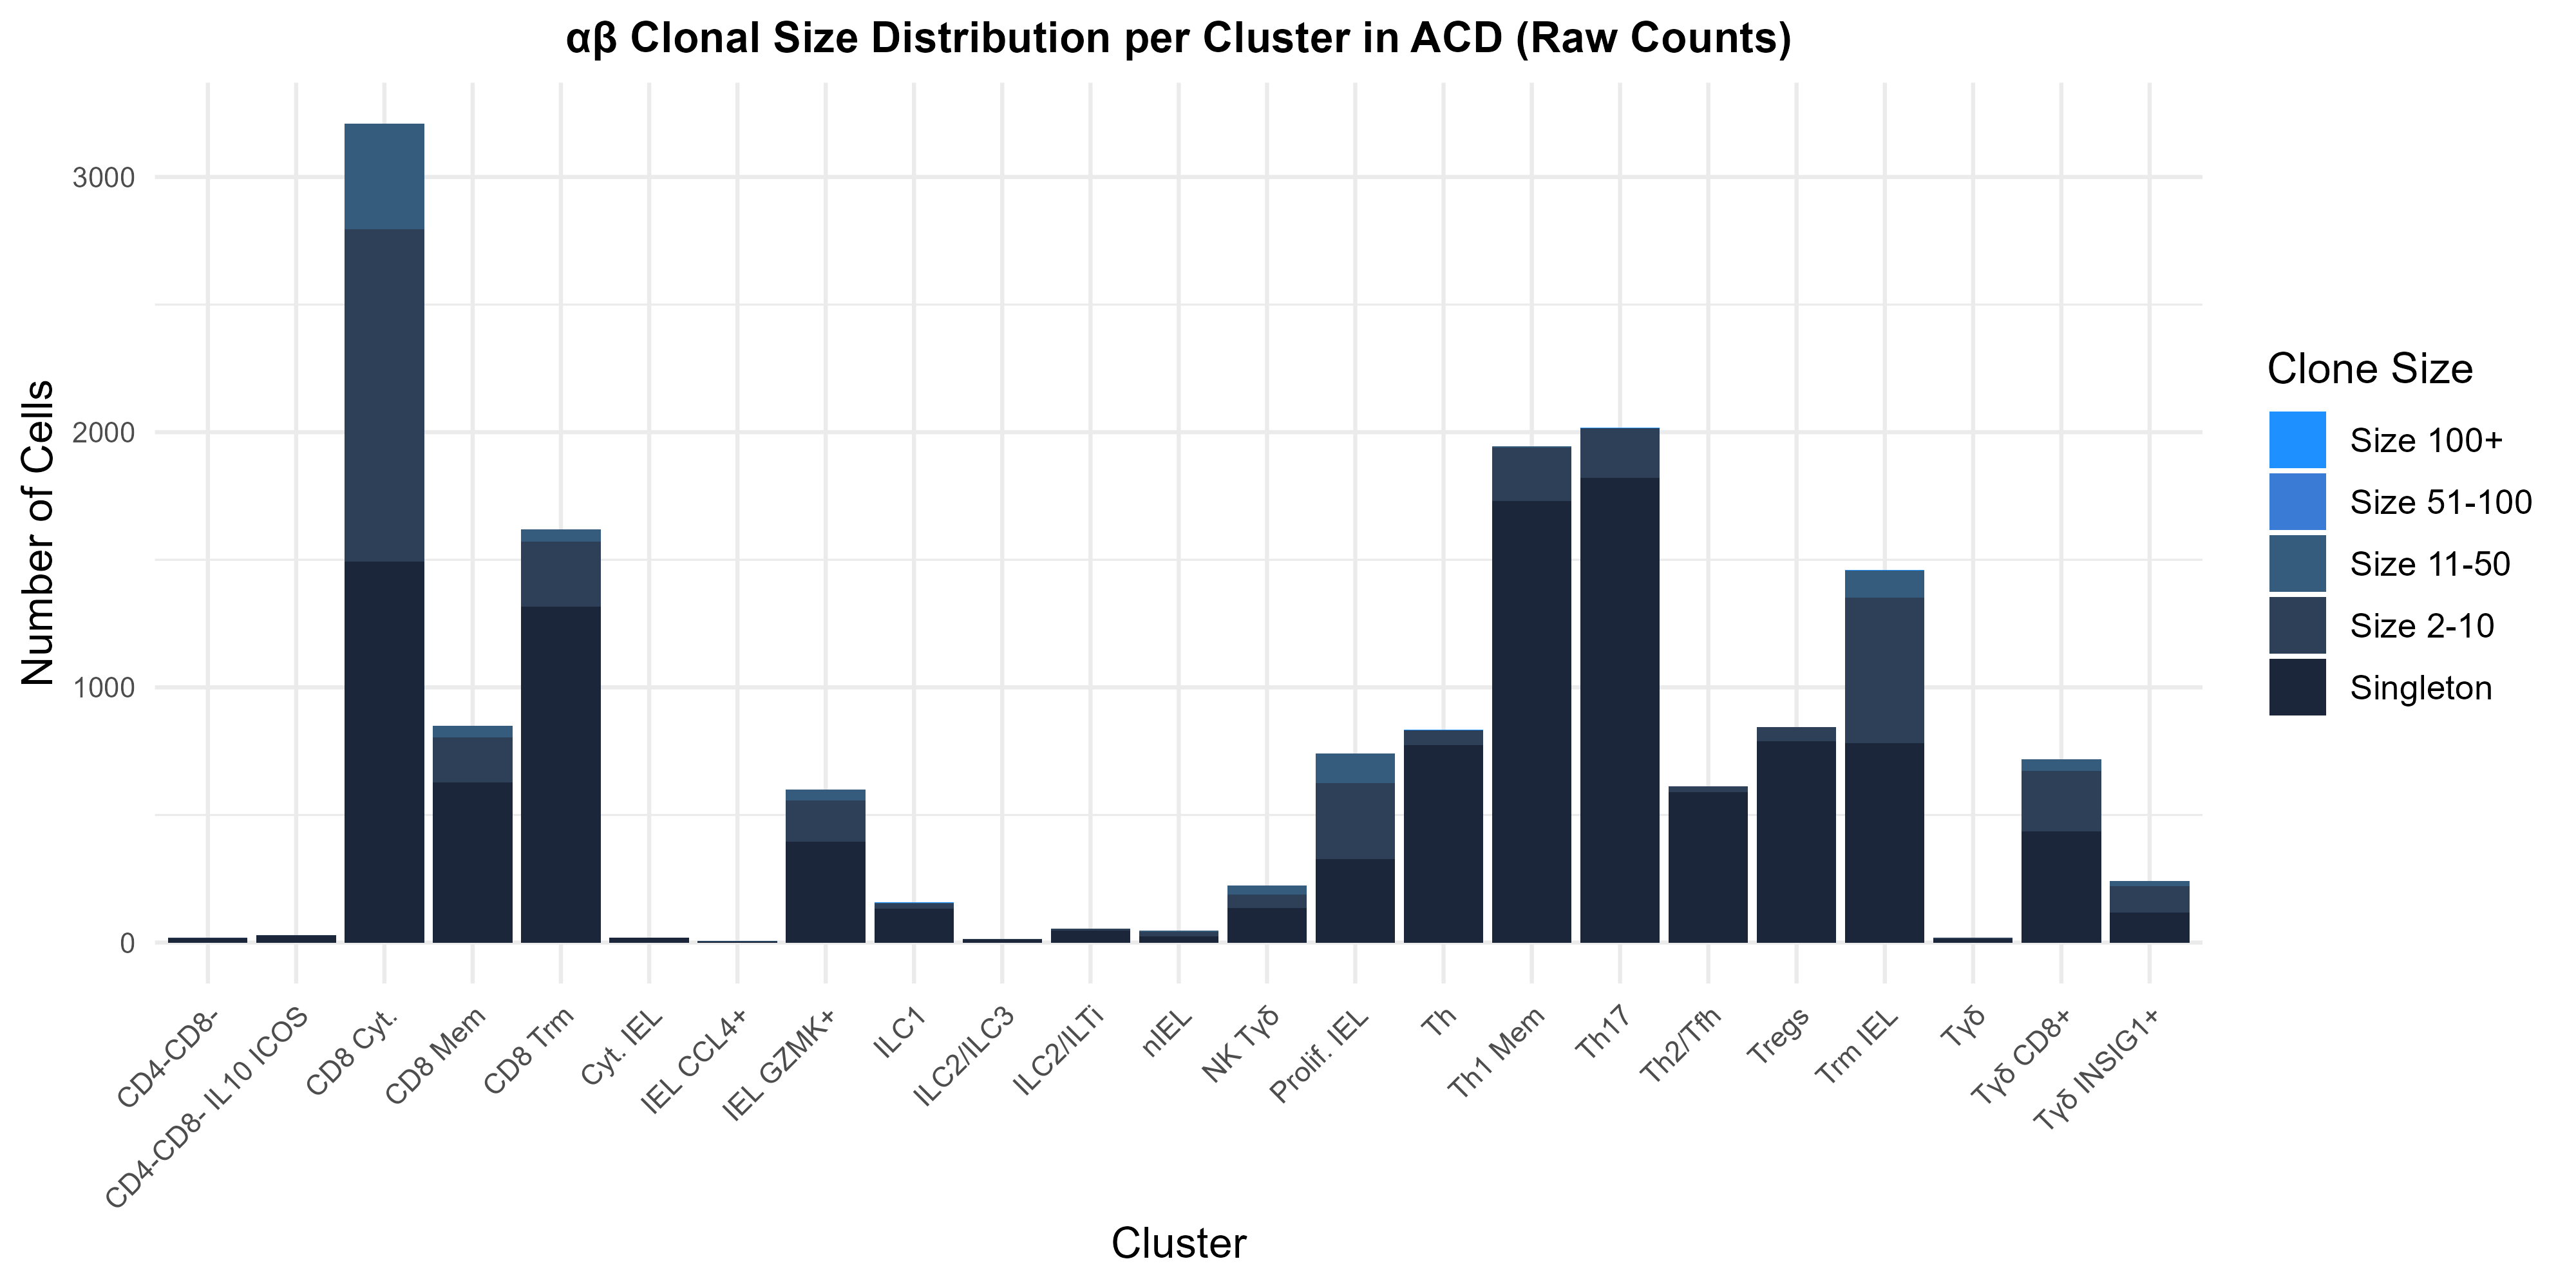 αβ Clonal Size Distribution per Cluster in ACD (Raw Counts)
Number of Cells
3000
2000
1000
0
CD4-CD8-
CD4-CD8- IL10 ICOS
CD8 Cyt.
CD8 Mem
CD8 Trm
Cyt. IEL
IEL CCL4+
IEL GZMK+
ILC1
ILC2/ILC3
ILC2/ILTi
nIEL
NK Tγδ
Prolif. IEL
Th
Th1 Mem
Th17
Th2/Tfh
Tregs
Trm IEL
Tγδ
Tγδ CD8+
Tγδ INSIG1+
Cluster
Clone Size
Size 100+
Size 51-100
Size 11-50
Size 2-10
Singleton